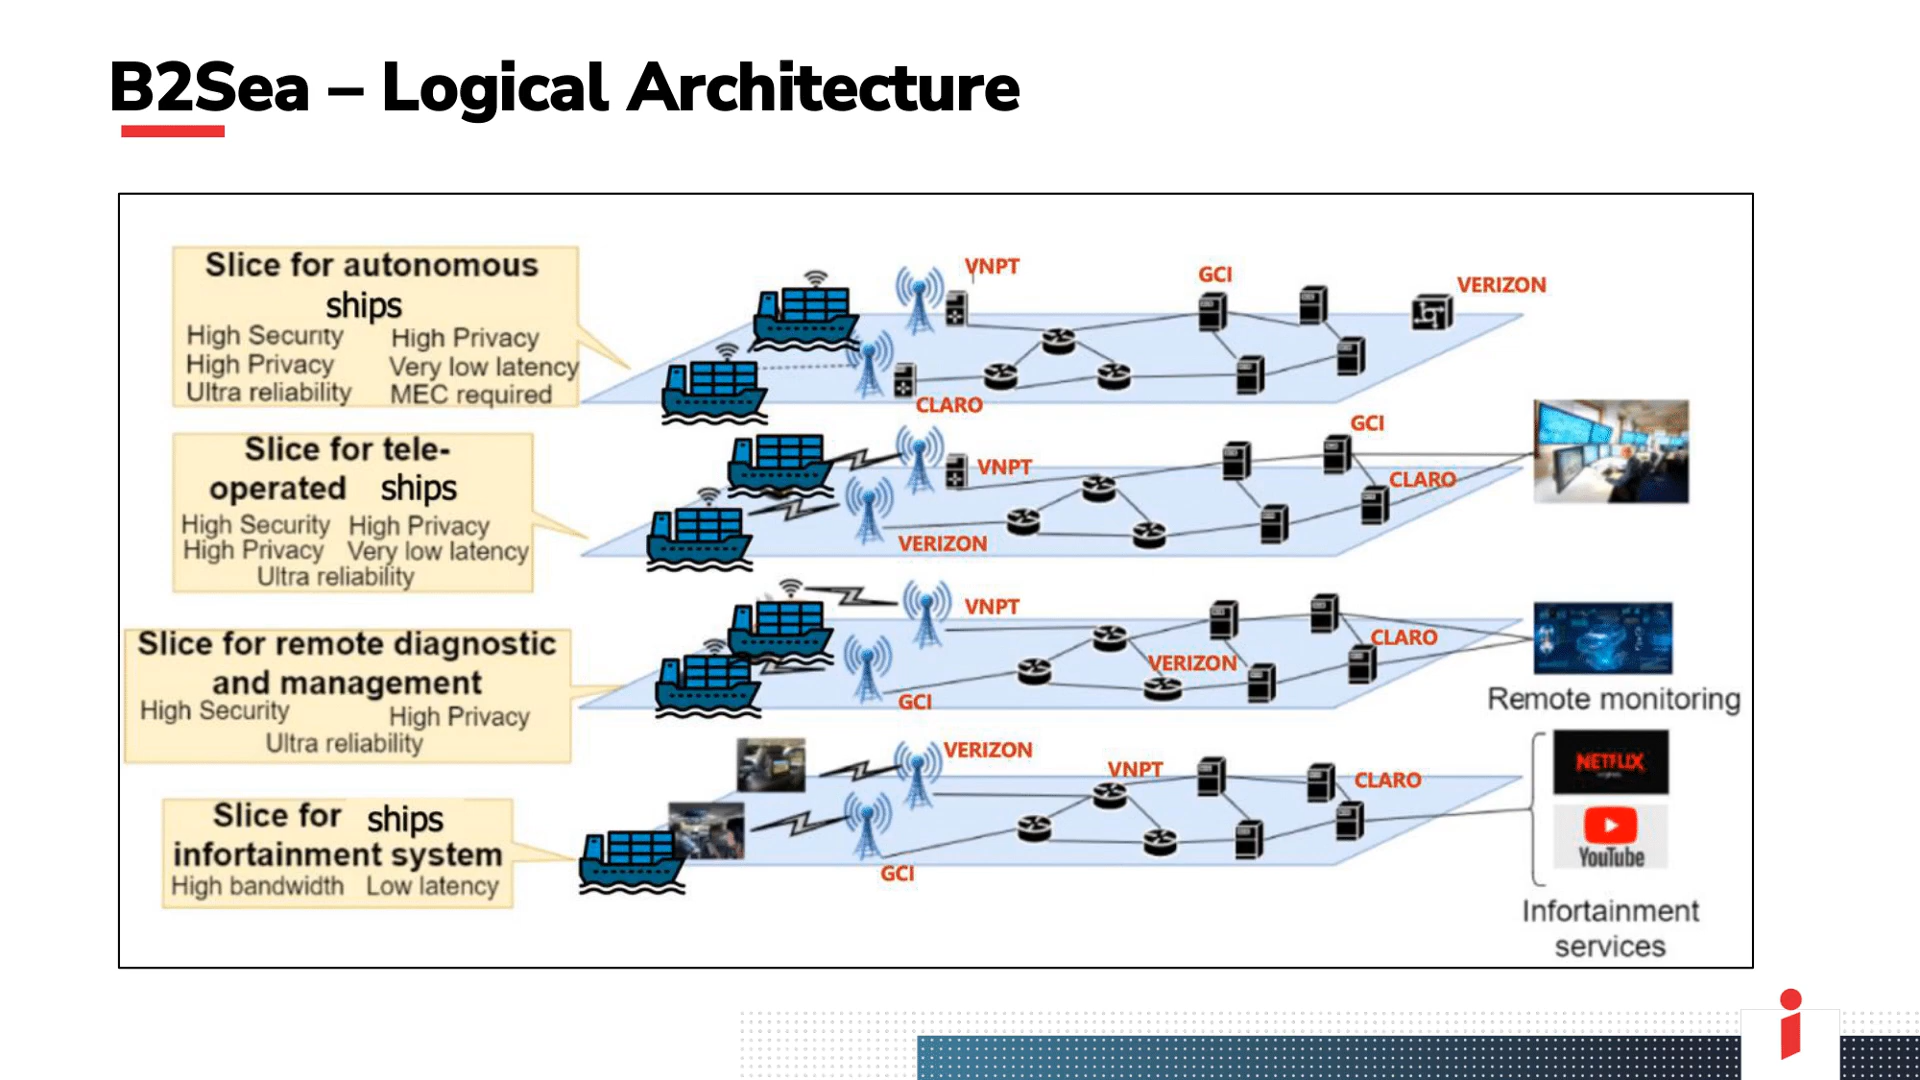 B2Sea – Logical Architecture
Slice for autonomous
ships
High Security High Privacy
High Privacy Very low latency
Ultra reliability MEC required
VNPT
GCI
VERIZON
CLARO
Slice for tele-
operated ships
High Security High Privacy
High Privacy Very low latency
Ultra reliability
GCI
VNPT
CLARO
VERIZON
Slice for remote diagnostic
and management
High Security High Privacy
Ultra reliability
VNPT
CLARO
VERIZON
GCI
Remote monitoring
Slice for ships
infortainment system
High bandwidth Low latency
VERIZON
VNPT
CLARO
GCI
NETFLIX
YouTube
Infortainment
services